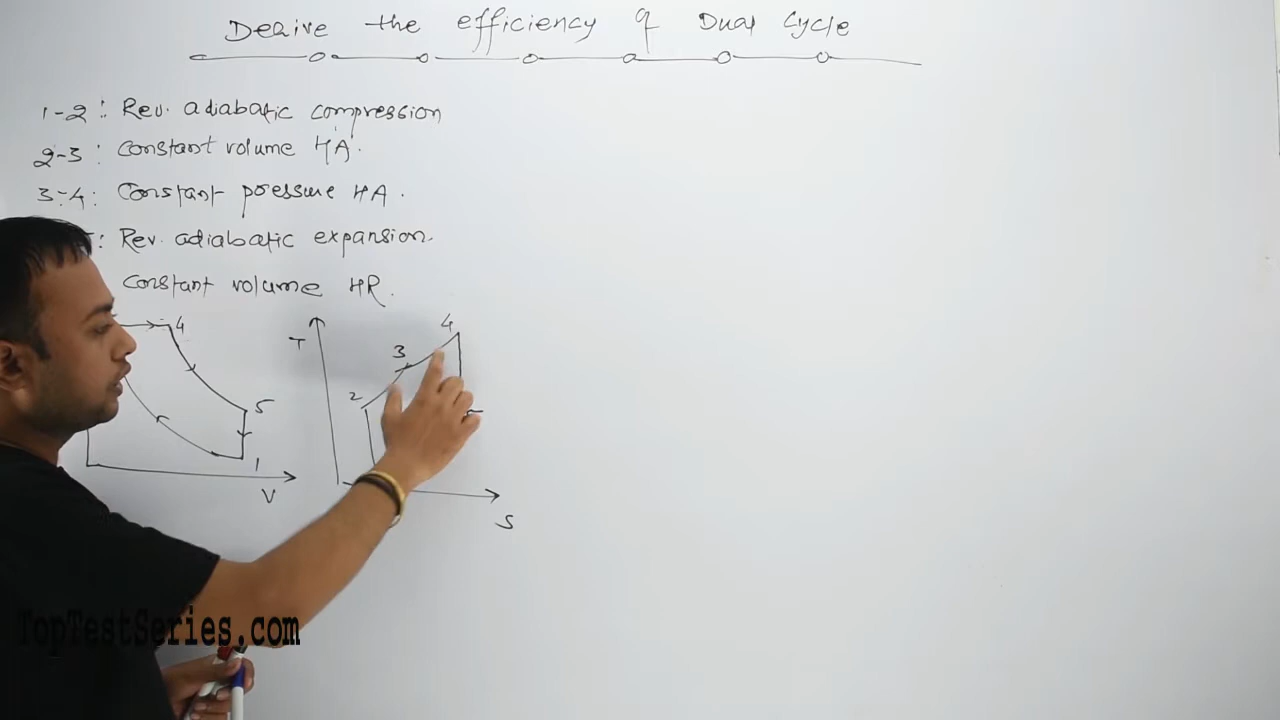 Derive the efficiency of Dual Cycle
1-2 : Rev. adiabatic compression
2-3 : Constant volume HA.
3-4 : Constant pressure HA.
: Rev. adiabatic expansion.
Constant volume HR.
4
5
1
V
T
4
3
2
S
TopTestSeries.com